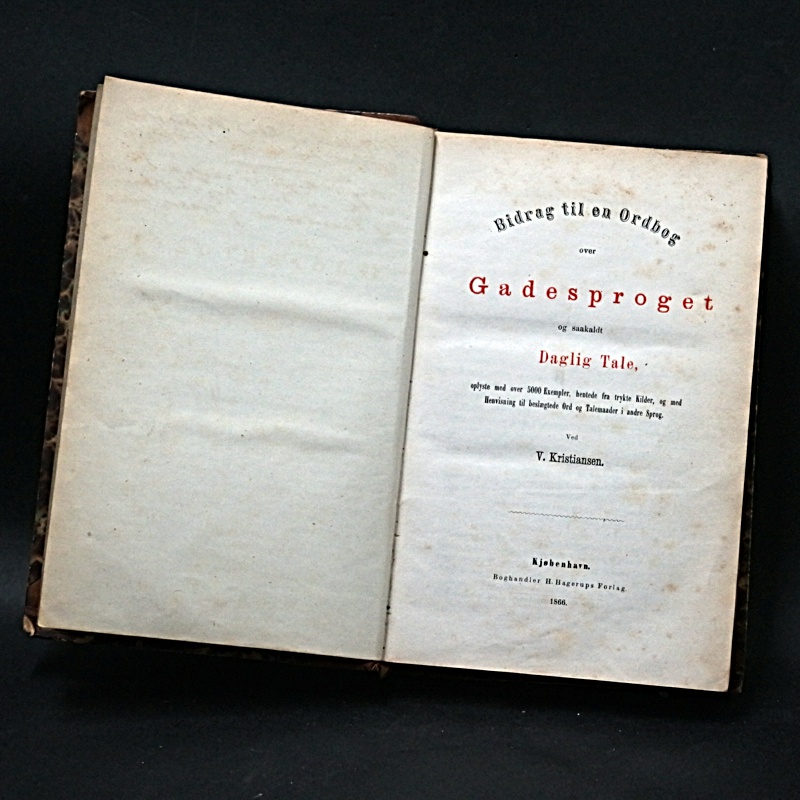 Bidrag til en Ordbog
over
Gadesproget
og saakaldt
Daglig Tale,
oplyste med over 5000 Exempler, hentede fra trykte Kilder, og med
Henvisning til beslægtede Ord og Talemaader i andre Sprog.
Ved
V. Kristiansen.
Kjøbenhavn.
Boghandler H. Hagerups Forlag.
1866.